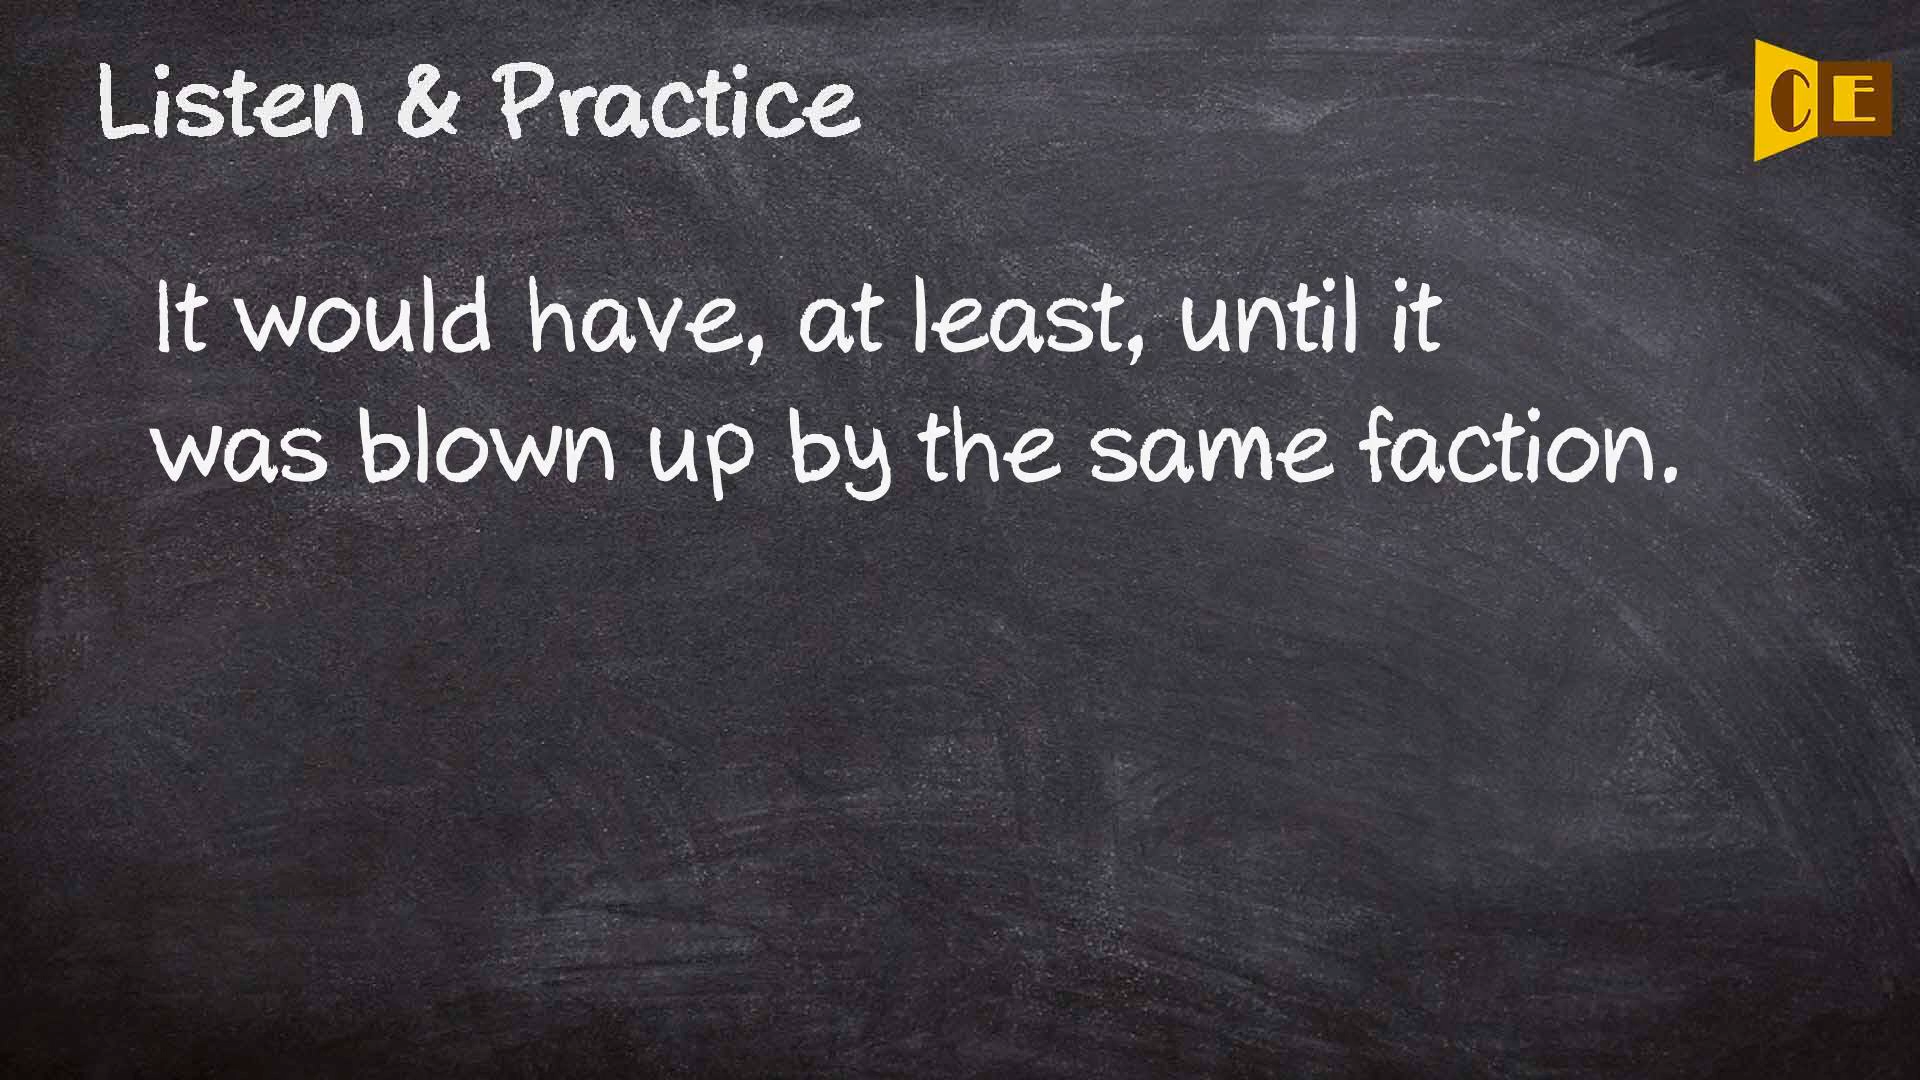 Listen & Practice
CE
It would have, at least, until it
was blown up by the same faction.